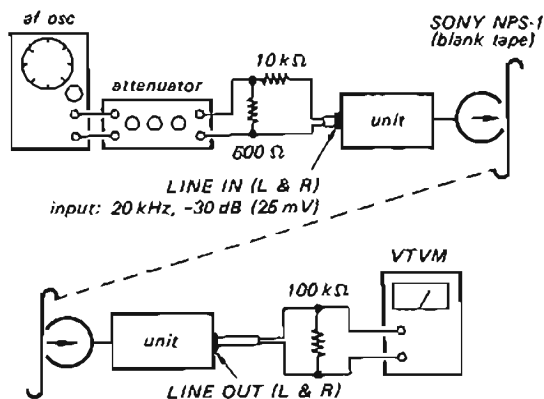 af osc
SONY NPS-1
(blank tape)
attenuator
10 kΩ
unit
600 Ω
LINE IN (L & R)
input: 20 kHz, -30 dB (25 mV)
VTVM
100 kΩ
unit
LINE OUT (L & R)